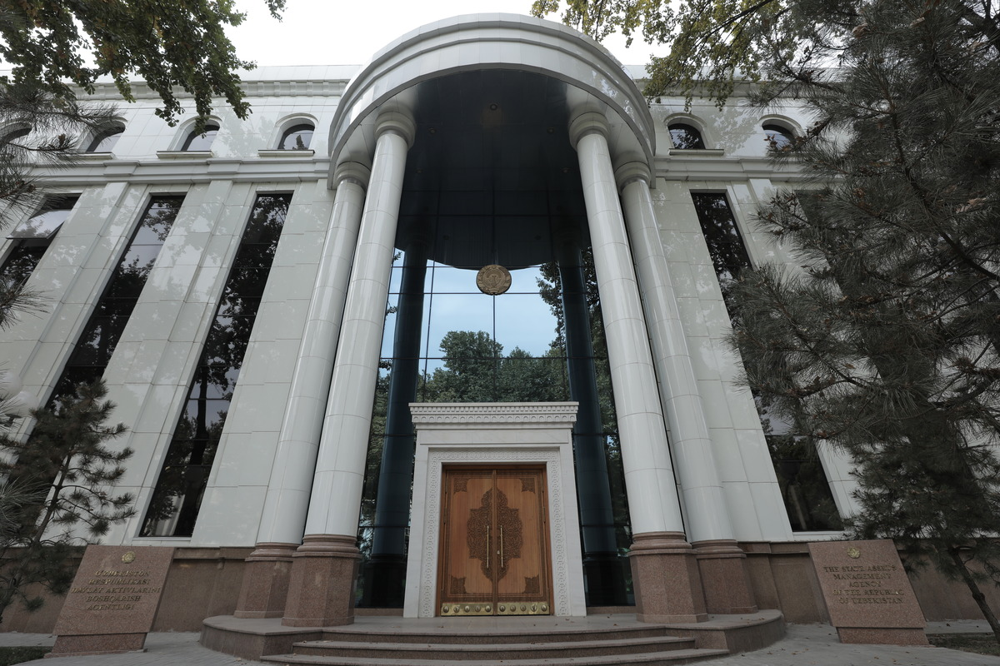 O'ZBEKISTON
RESPUBLIKASI
DAVLAT AKTIVLARINI
BOSHQARISH
AGENTLIGI
THE STATE ASSETS
MANAGEMENT
AGENCY
OF THE REPUBLIC
OF UZBEKISTAN